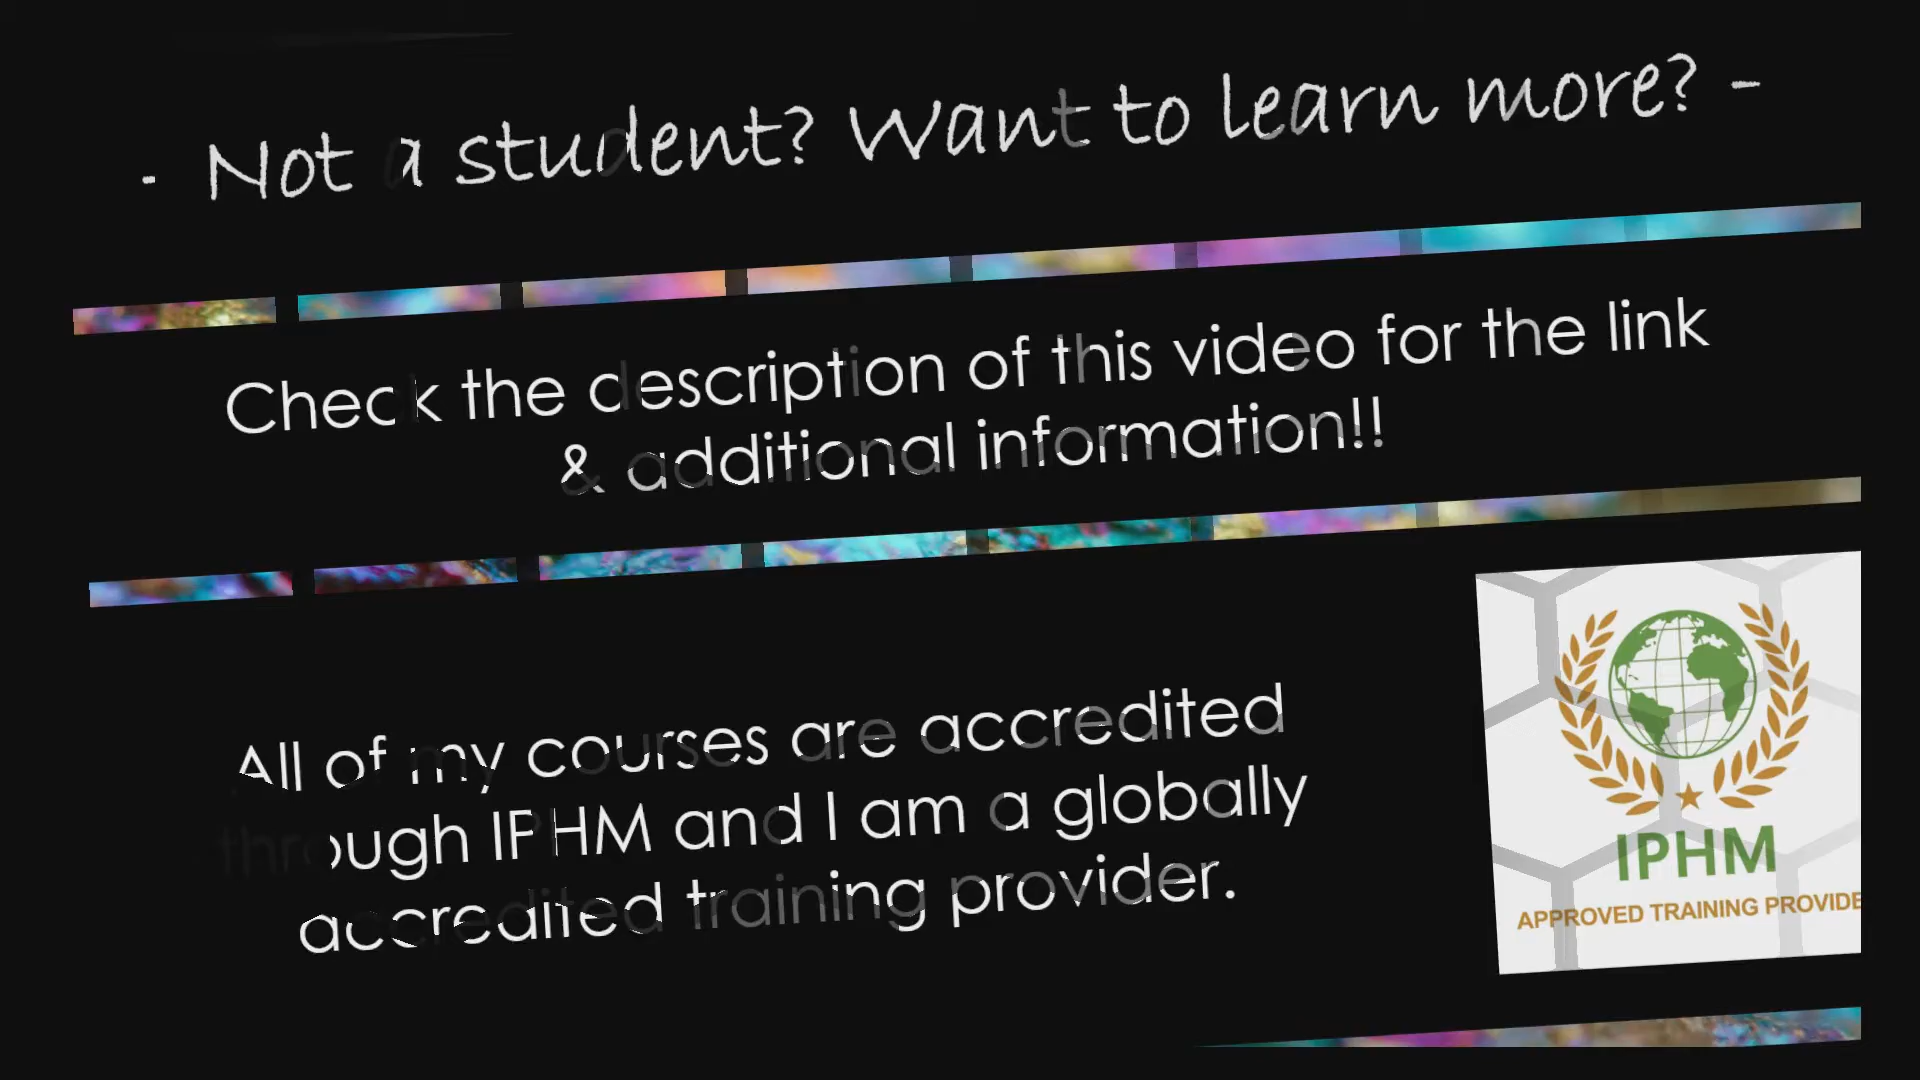 - Not a student? Want to learn more? -
Check the description of this video for the link
& additional information!!
All of my courses are accredited
through IPHM and I am a globally
accredited training provider.
IPHM
APPROVED TRAINING PROVIDE